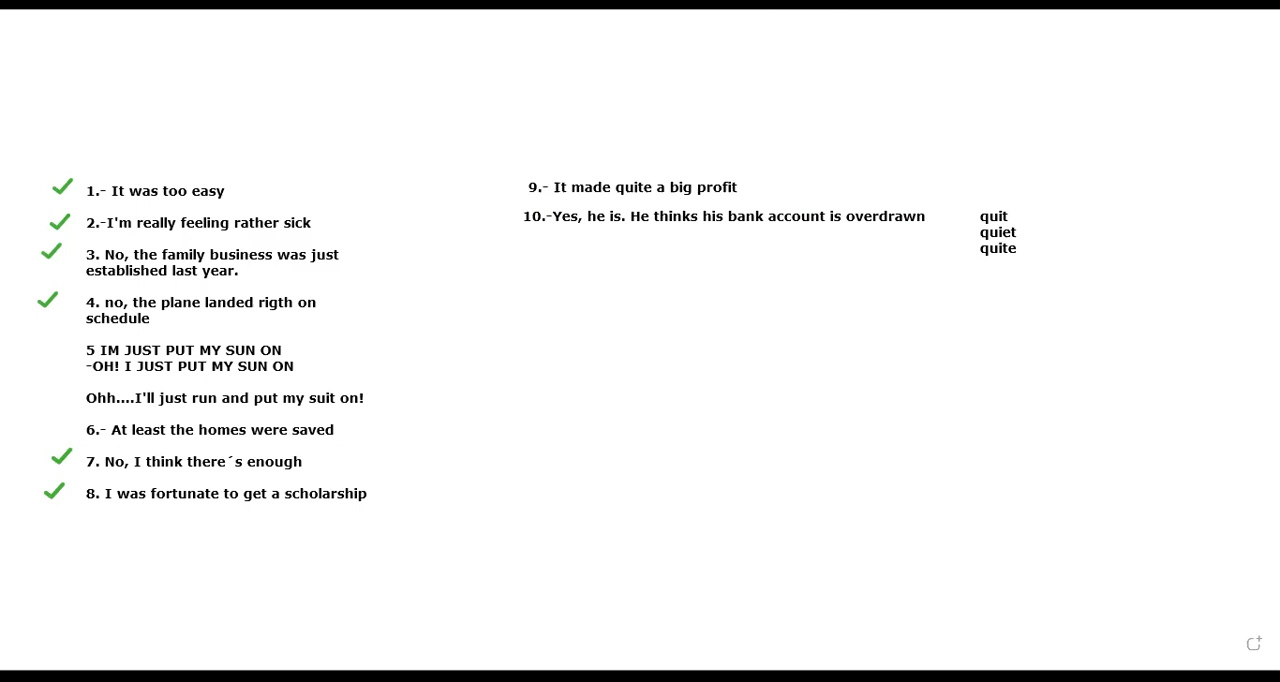 1.- It was too easy
2.-I'm really feeling rather sick
3. No, the family business was just
established last year.
4. no, the plane landed rigth on
schedule
5 IM JUST PUT MY SUN ON
-OH! I JUST PUT MY SUN ON
Ohh....I'll just run and put my suit on!
6.- At least the homes were saved
7. No, I think there´s enough
8. I was fortunate to get a scholarship
9.- It made quite a big profit
10.-Yes, he is. He thinks his bank account is overdrawn
quit
quiet
quite